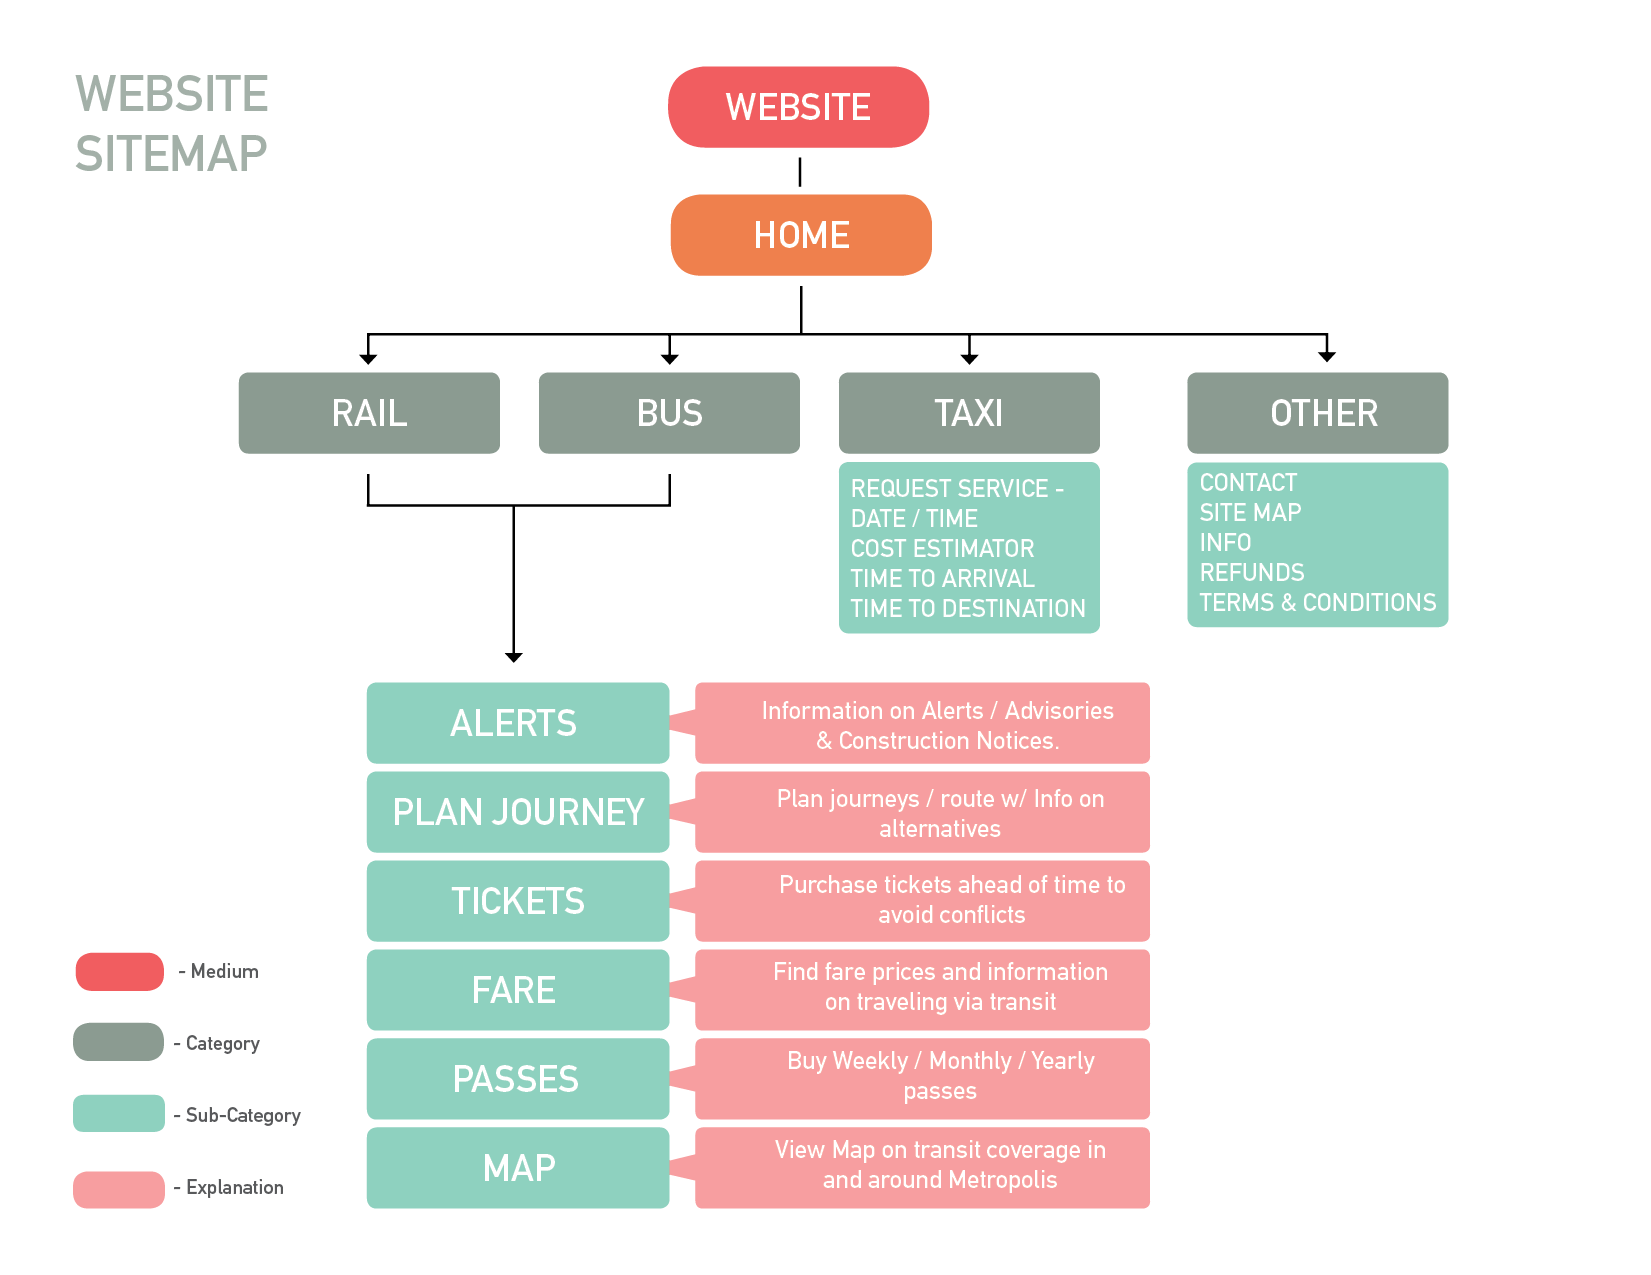 WEBSITE
SITEMAP
WEBSITE
HOME
RAIL
BUS
TAXI
OTHER
REQUEST SERVICE -
DATE / TIME
COST ESTIMATOR
TIME TO ARRIVAL
TIME TO DESTINATION
CONTACT
SITE MAP
INFO
REFUNDS
TERMS & CONDITIONS
ALERTS
Information on Alerts / Advisories
& Construction Notices.
PLAN JOURNEY
Plan journeys / route w/ Info on
alternatives
TICKETS
Purchase tickets ahead of time to
avoid conflicts
FARE
Find fare prices and information
on traveling via transit
PASSES
Buy Weekly / Monthly / Yearly
passes
MAP
View Map on transit coverage in
and around Metropolis
- Medium
- Category
- Sub-Category
- Explanation